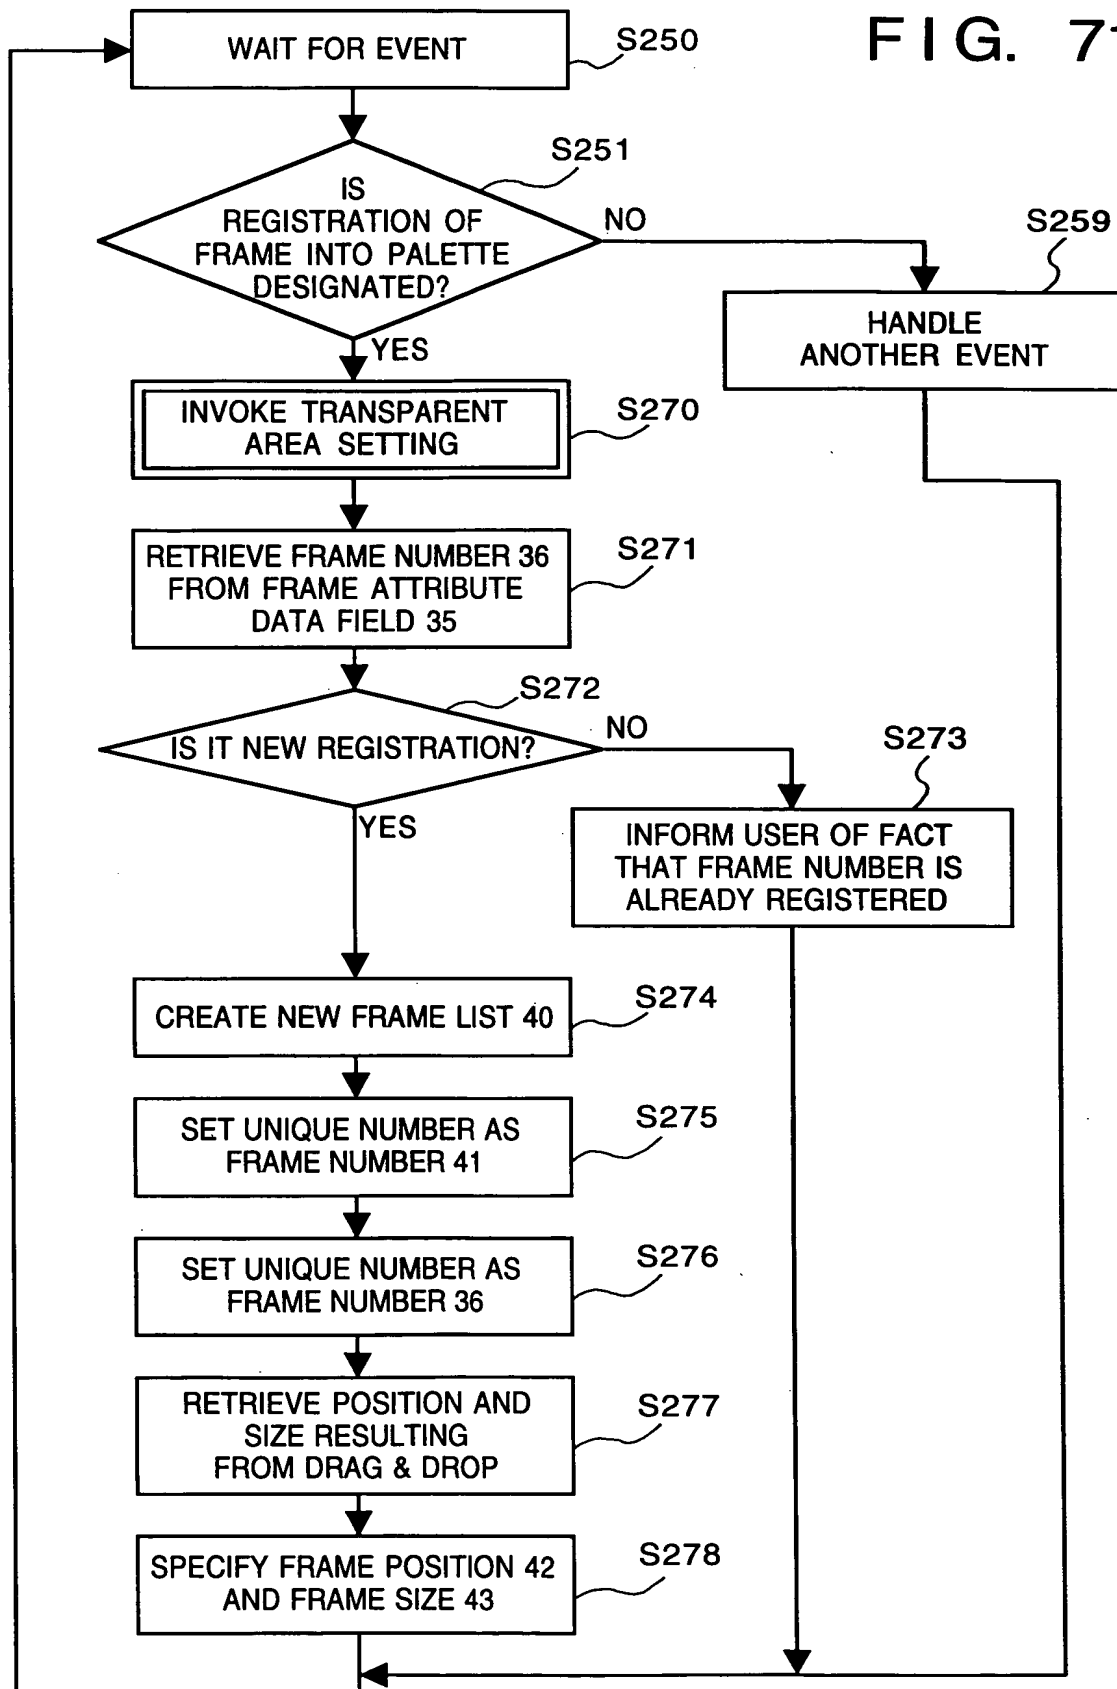 FIG. 7
WAIT FOR EVENT
S250
S251
IS
REGISTRATION OF
FRAME INTO PALETTE
DESIGNATED?
NO
S259
HANDLE
ANOTHER EVENT
YES
INVOKE TRANSPARENT
AREA SETTING
S270
RETRIEVE FRAME NUMBER 36
FROM FRAME ATTRIBUTE
DATA FIELD 35
S271
S272
IS IT NEW REGISTRATION?
NO
S273
INFORM USER OF FACT
THAT FRAME NUMBER IS
ALREADY REGISTERED
YES
CREATE NEW FRAME LIST 40
S274
SET UNIQUE NUMBER AS
FRAME NUMBER 41
S275
SET UNIQUE NUMBER AS
FRAME NUMBER 36
S276
RETRIEVE POSITION AND
SIZE RESULTING
FROM DRAG & DROP
S277
SPECIFY FRAME POSITION 42
AND FRAME SIZE 43
S278